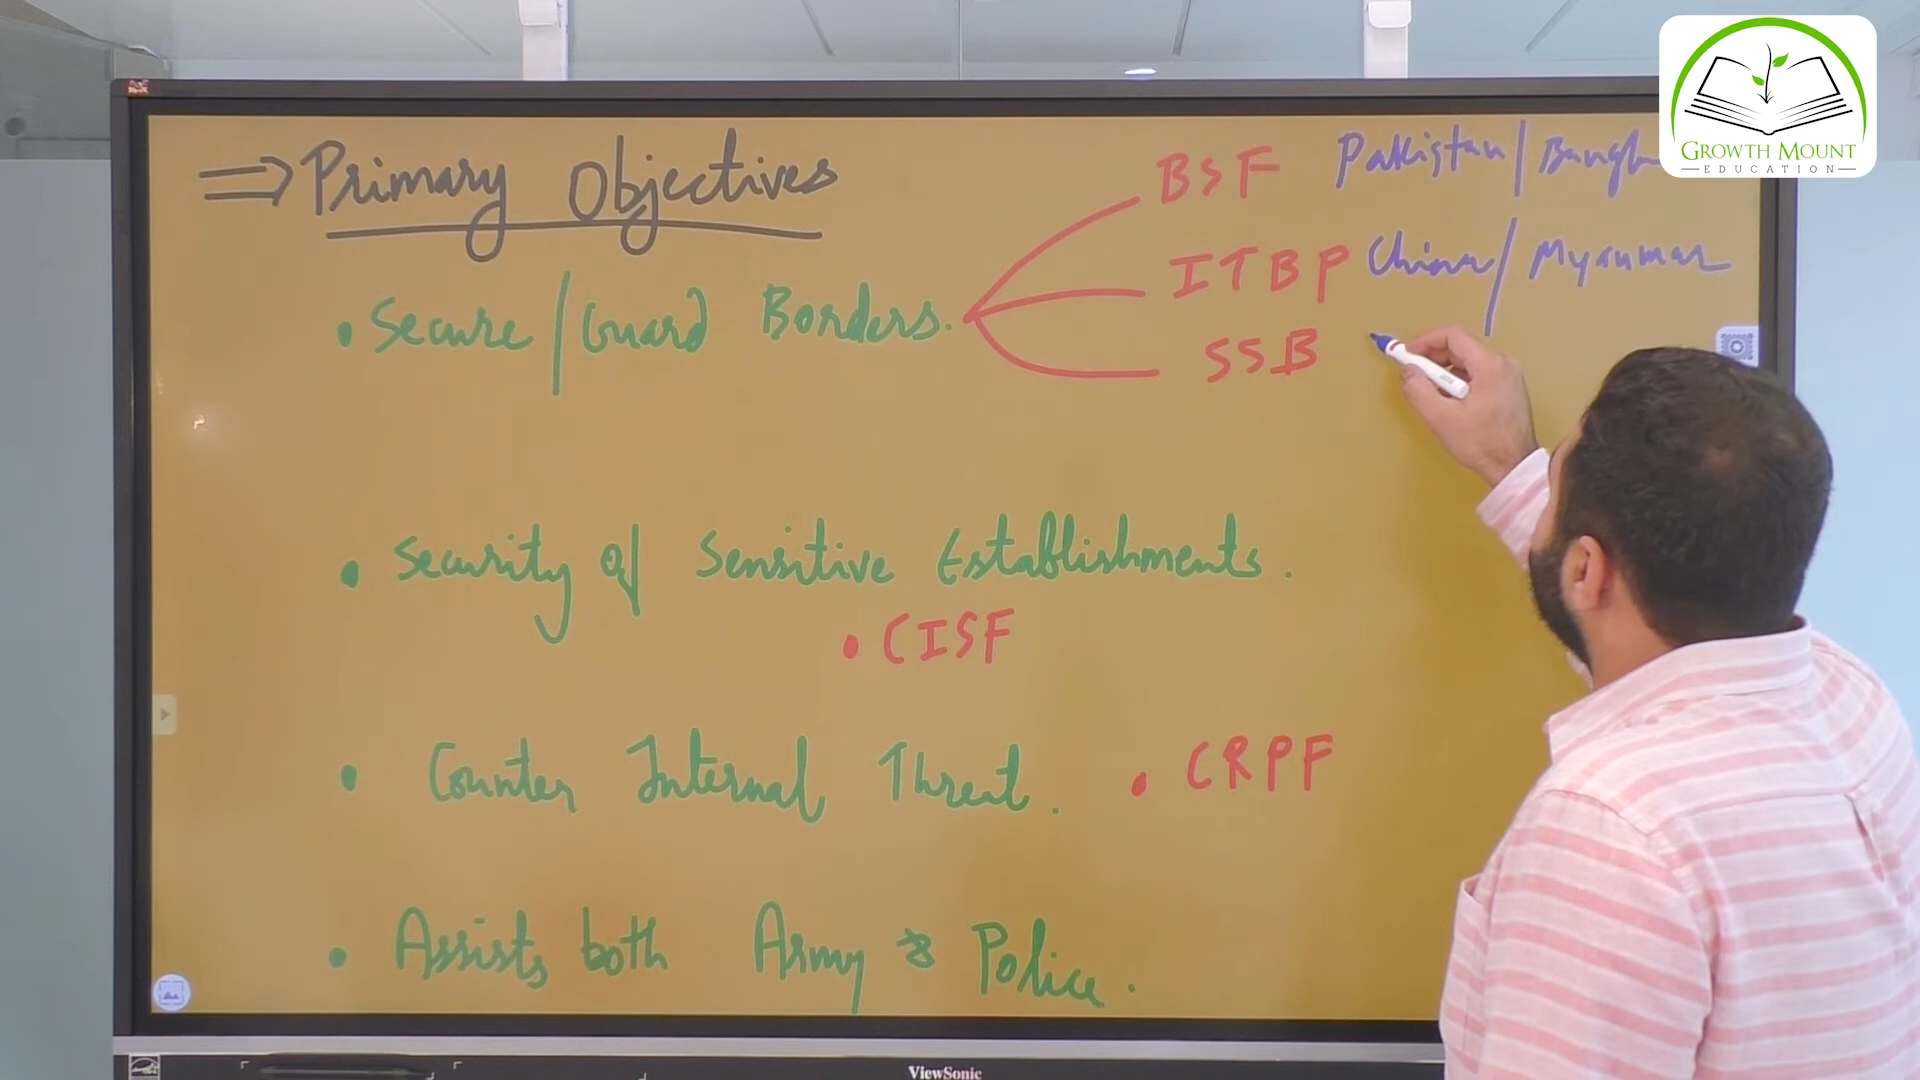 ⇒ Primary Objectives
BSF Pakistan / Bangl
• Secure / Guard Borders.
ITBP China / Myanmar
SSB
• Security of Sensitive Establishments.
• CISF
• Counter Internal Threat. • CRPF
• Assists both Army & Police.
GROWTH MOUNT
EDUCATION
ViewSonic